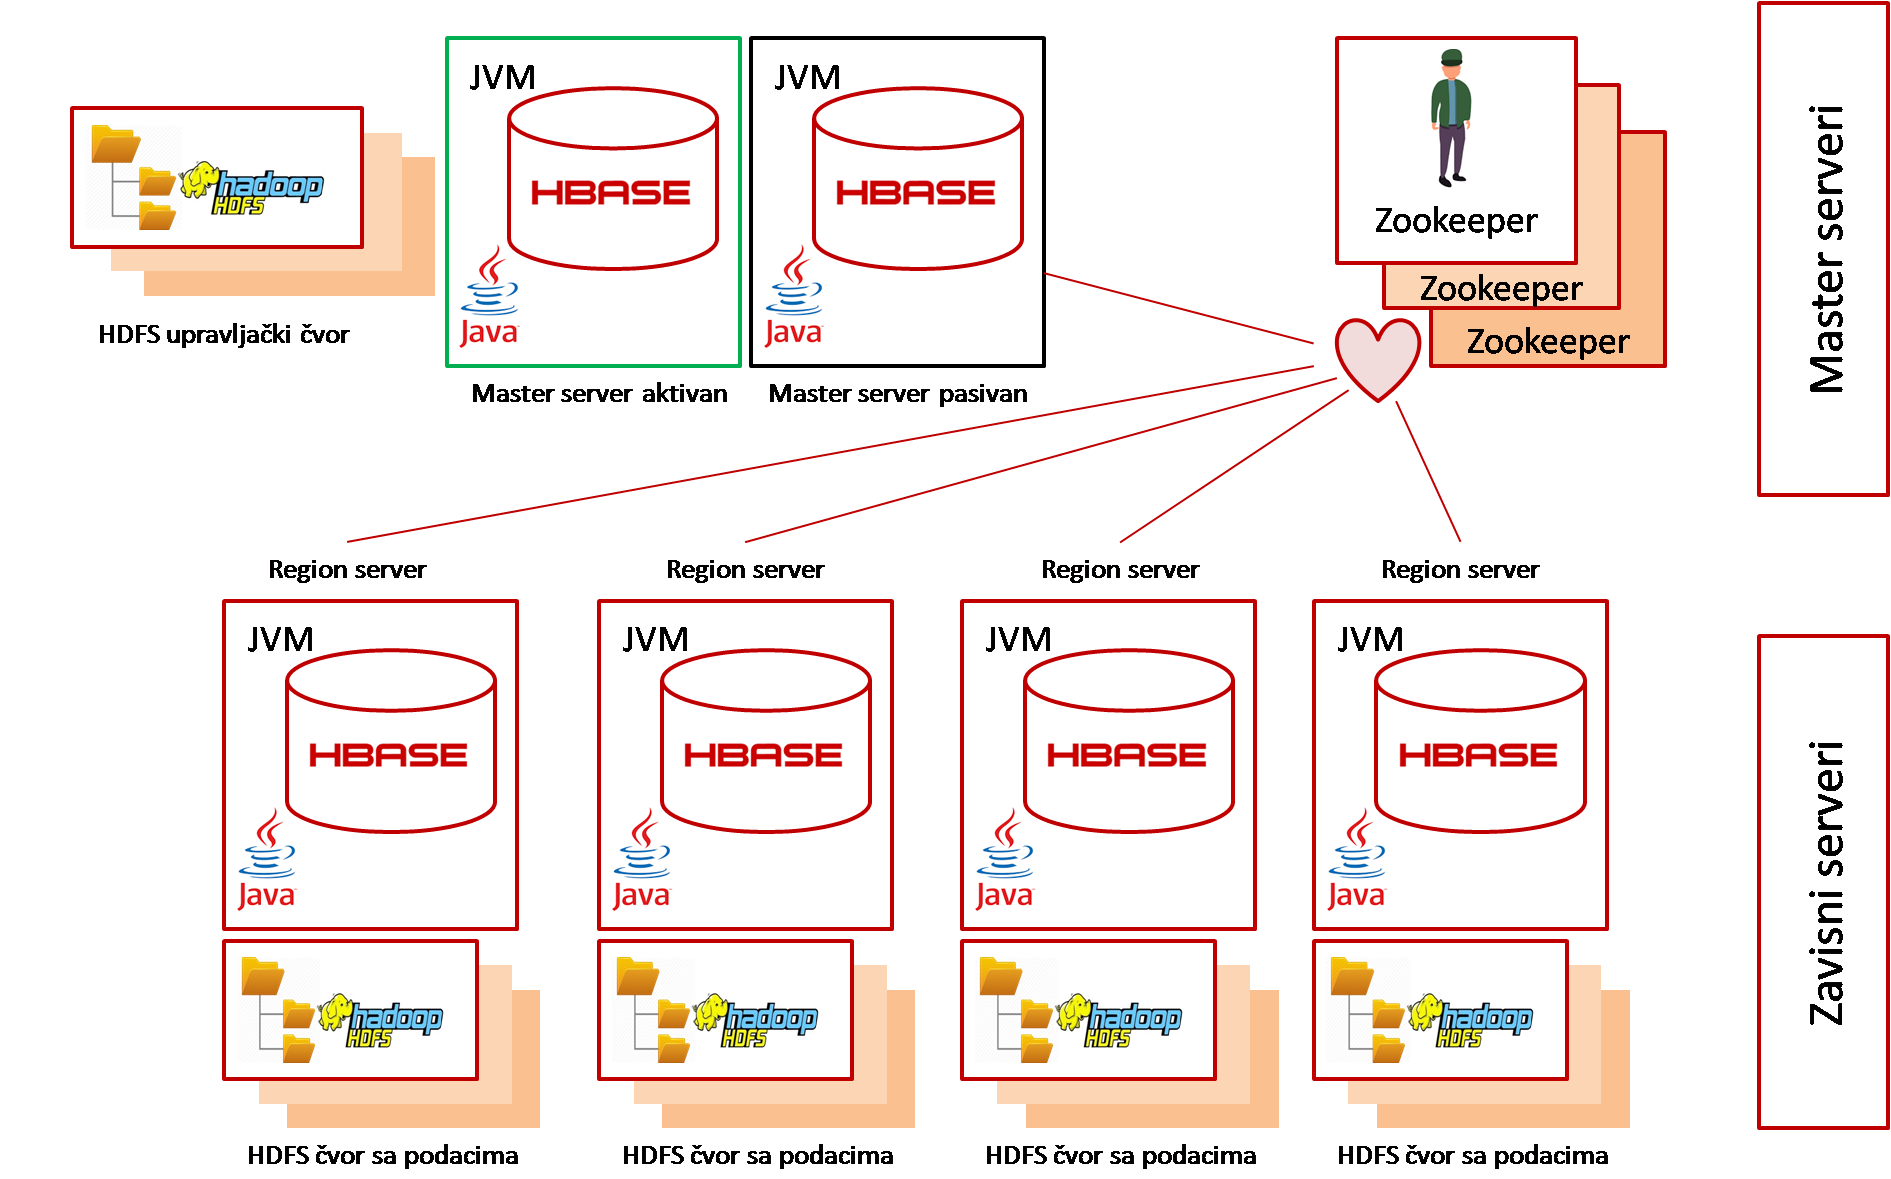 JVM
HBASE
Java
Master server aktivan
JVM
HBASE
Java
Master server pasivan
hadoop
HDFS
HDFS upravljački čvor
Zookeeper
Zookeeper
Zookeeper
Master serveri
Region server
Region server
Region server
Region server
JVM
HBASE
Java
JVM
HBASE
Java
JVM
HBASE
Java
JVM
HBASE
Java
hadoop
HDFS
hadoop
HDFS
hadoop
HDFS
hadoop
HDFS
HDFS čvor sa podacima
HDFS čvor sa podacima
HDFS čvor sa podacima
HDFS čvor sa podacima
Zavisni serveri